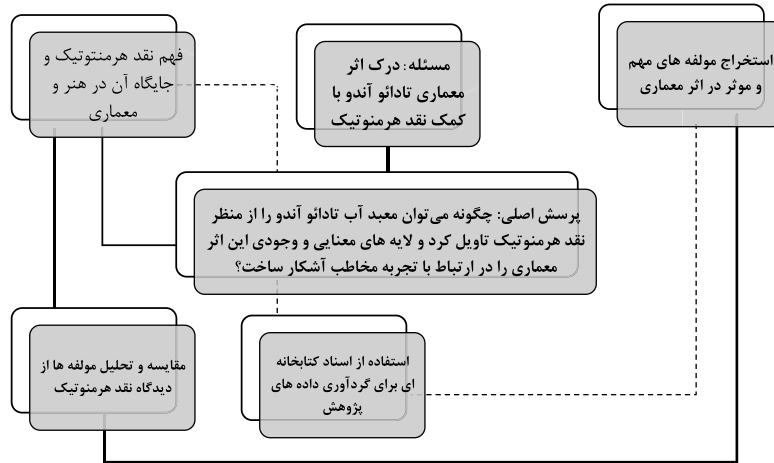 فهم نقد هرمنتوتیک و
جایگاه آن در هنر و
معماری
مسئله: درک اثر
معماری تادائو آندو با
کمک نقد هرمنوتیک
استخراج مولفه های مهم
و موثر در اثر معماری
پرسش اصلی: چگونه می‌توان معبد آب تادائو آندو را از منظر
نقد هرمنوتیک تاویل کرد و لایه های معنایی و وجودی این اثر
معماری را در ارتباط با تجربه مخاطب آشکار ساخت؟
استفاده از اسناد کتابخانه
ای برای گردآوری داده های
پژوهش
مقایسه و تحلیل مولفه ها از
دیدگاه نقد هرمنوتیک